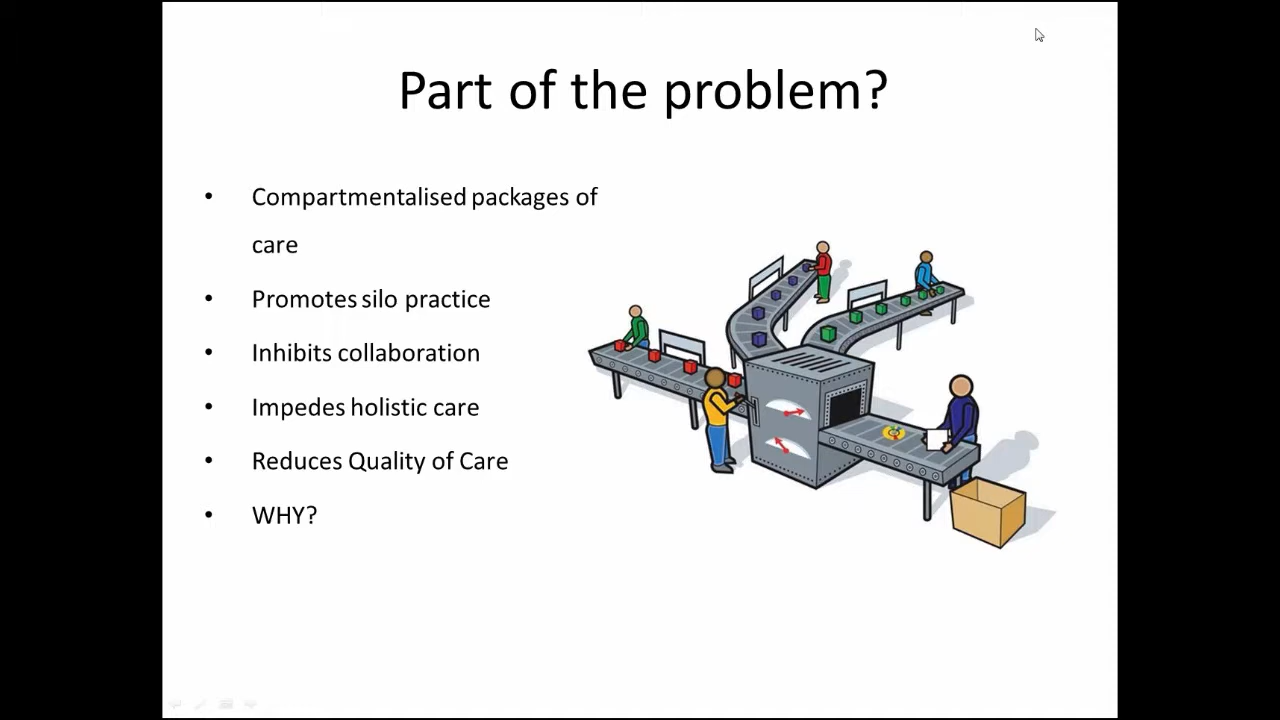 Part of the problem?
• Compartmentalised packages of
care
• Promotes silo practice
• Inhibits collaboration
• Impedes holistic care
• Reduces Quality of Care
• WHY?